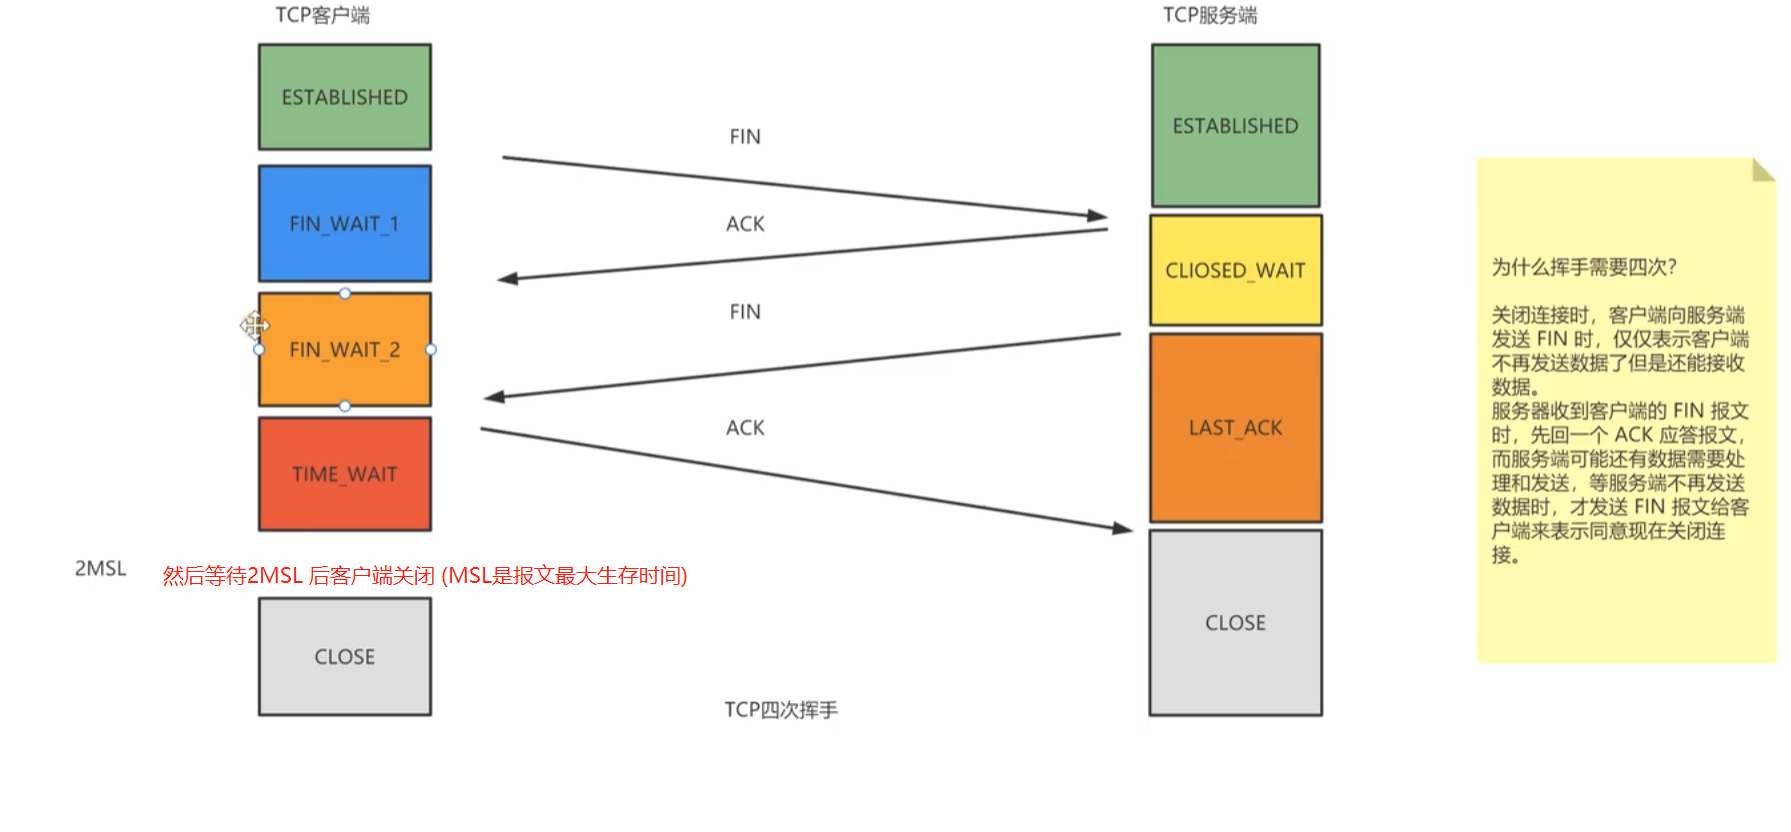 TCP客户端
TCP服务端
ESTABLISHED
ESTABLISHED
FIN
FIN_WAIT_1
ACK
CLIOSED_WAIT
FIN
FIN_WAIT_2
ACK
LAST_ACK
TIME_WAIT
2MSL
然后等待2MSL 后客户端关闭 (MSL是报文最大生存时间)
CLOSE
CLOSE
TCP四次挥手
为什么挥手需要四次?
关闭连接时，客户端向服务端
发送 FIN 时，仅仅表示客户端
不再发送数据了但是还能接收
数据。
服务器收到客户端的 FIN 报文
时，先回一个 ACK 应答报文，
而服务端可能还有数据需要处
理和发送，等服务端不再发送
数据时，才发送 FIN 报文给客
户端来表示同意现在关闭连
接。